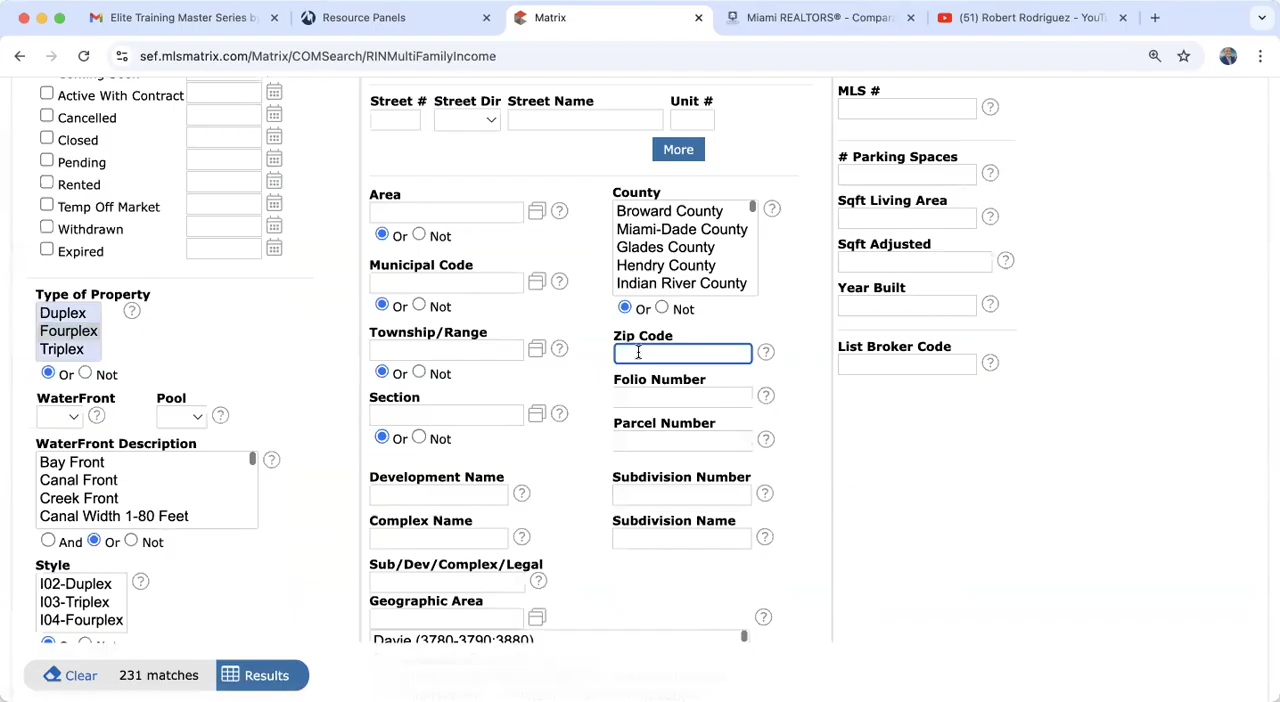 Elite Training Master Series by
Resource Panels
Matrix
Miami REALTORS® - Compar
(51) Robert Rodriguez - YouT
sef.mlsmatrix.com/Matrix/COMSearch/RINMultiFamilyIncome
Active With Contract
Cancelled
Closed
Pending
Rented
Temp Off Market
Withdrawn
Expired
Type of Property
Duplex
Fourplex
Triplex
Or Not
WaterFront Pool
WaterFront Description
Bay Front
Canal Front
Creek Front
Canal Width 1-80 Feet
And Or Not
Style
I02-Duplex
I03-Triplex
I04-Fourplex
Street # Street Dir Street Name Unit #
More
Area
Or Not
Municipal Code
Or Not
Township/Range
Or Not
Section
Or Not
County
Broward County
Miami-Dade County
Glades County
Hendry County
Indian River County
Or Not
Zip Code
Folio Number
Parcel Number
Development Name
Subdivision Number
Complex Name
Subdivision Name
Sub/Dev/Complex/Legal
Geographic Area
Davie (3780-3790;3880)
MLS #
# Parking Spaces
Sqft Living Area
Sqft Adjusted
Year Built
List Broker Code
Clear 231 matches Results